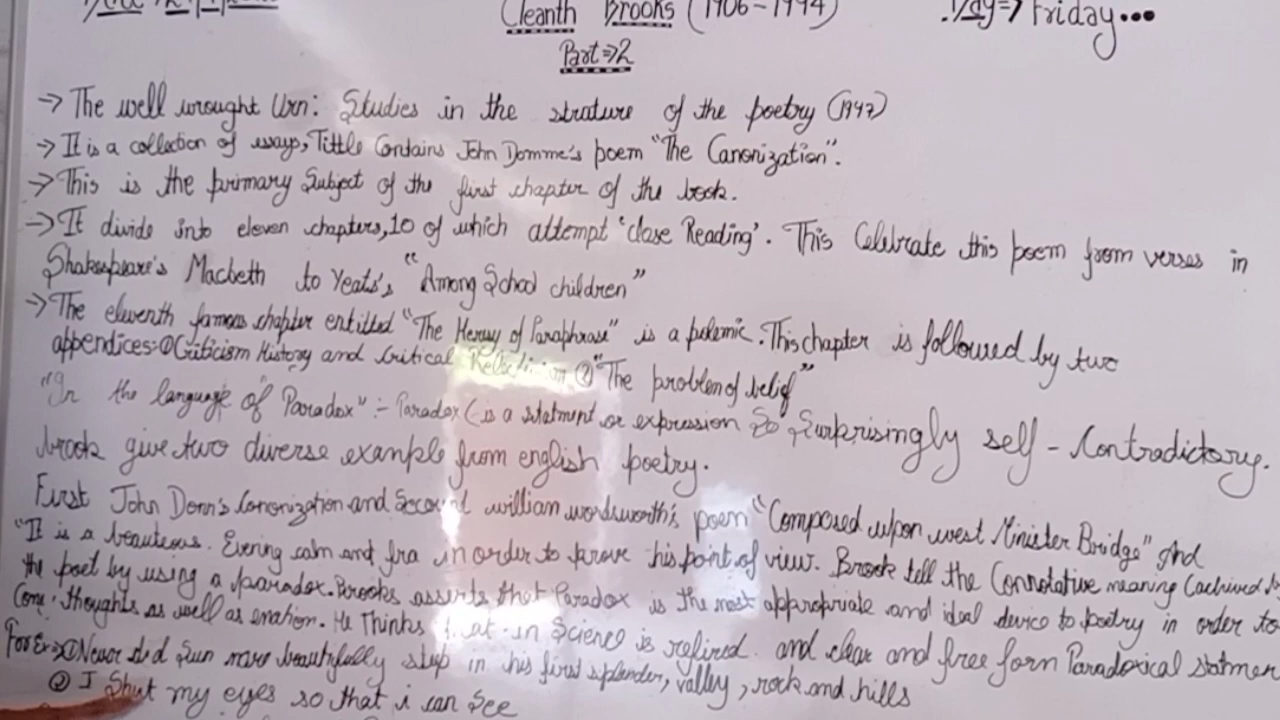 Cleanth Brooks (1906-1994) Day⇒ Friday...
Part⇒2
→ The well wrought Urn: Studies in the strature of the poetry (1947)
→ It is a collection of essays, Tittle Contains John Domme's poem "The Canonization".
→ This is the primary Subject of the first chapter of the book.
→ It divide into eleven chapters, 10 of which attempt 'close Reading'. This Celebrate this poem from verses in
Shakespeare's Macbeth to Yeats's, "Among School children"
→ The eleventh famous chapter entitled "The Heresy of Paraphrase" is a polemic. This chapter is followed by two
appendices:-① Criticism History and Critical ② "The problem of belief"
"In the language of Paradox" :- Paradox (is a statment or expression So Surprisingly self - Contradictory.
brook give two diverse example from english poetry.
First John Donn's Canonization and Second william wordsworth's poem "Composed upon west Minister Bridge" And
"It is a beauteous. Evening calm and fra in order to prove his point of view. Brook tell the Connotative meaning (achived
the poet by using a paradox. Brooks asserts that Paradox is the most appropriate and ideal device to poetry in order to
Conv. thoughts as well as emotion. He Thinks that in Science is refired. and clear and free form Paradoxical statmen
For Ex→ ① Never did Sun more beautyfully step in his first splender, valley, rock and hills
② I Shut my eyes so that i can See